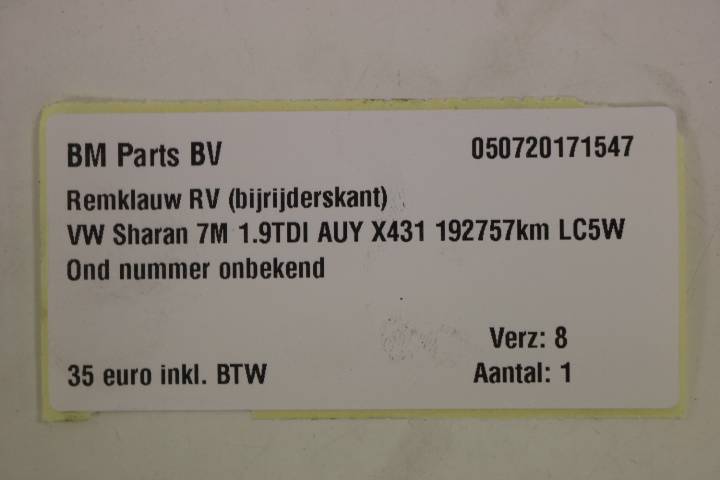 BM Parts BV 050720171547
Remklauw RV (bijrijderskant)
VW Sharan 7M 1.9TDI AUY X431 192757km LC5W
Ond nummer onbekend
Verz: 8
35 euro inkl. BTW Aantal: 1